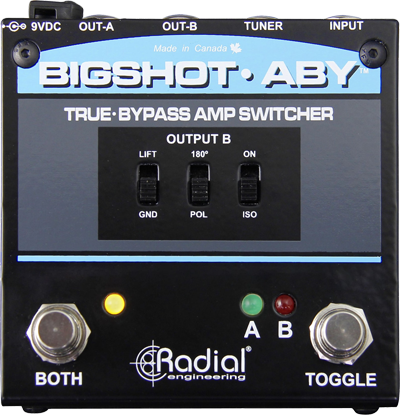 9VDC OUT-A OUT-B TUNER INPUT
Made in Canada
BIGSHOT • ABY™
TRUE•BYPASS AMP SWITCHER
OUTPUT B
LIFT 180° ON
GND POL ISO
A B
BOTH Radial® TOGGLE
engineering